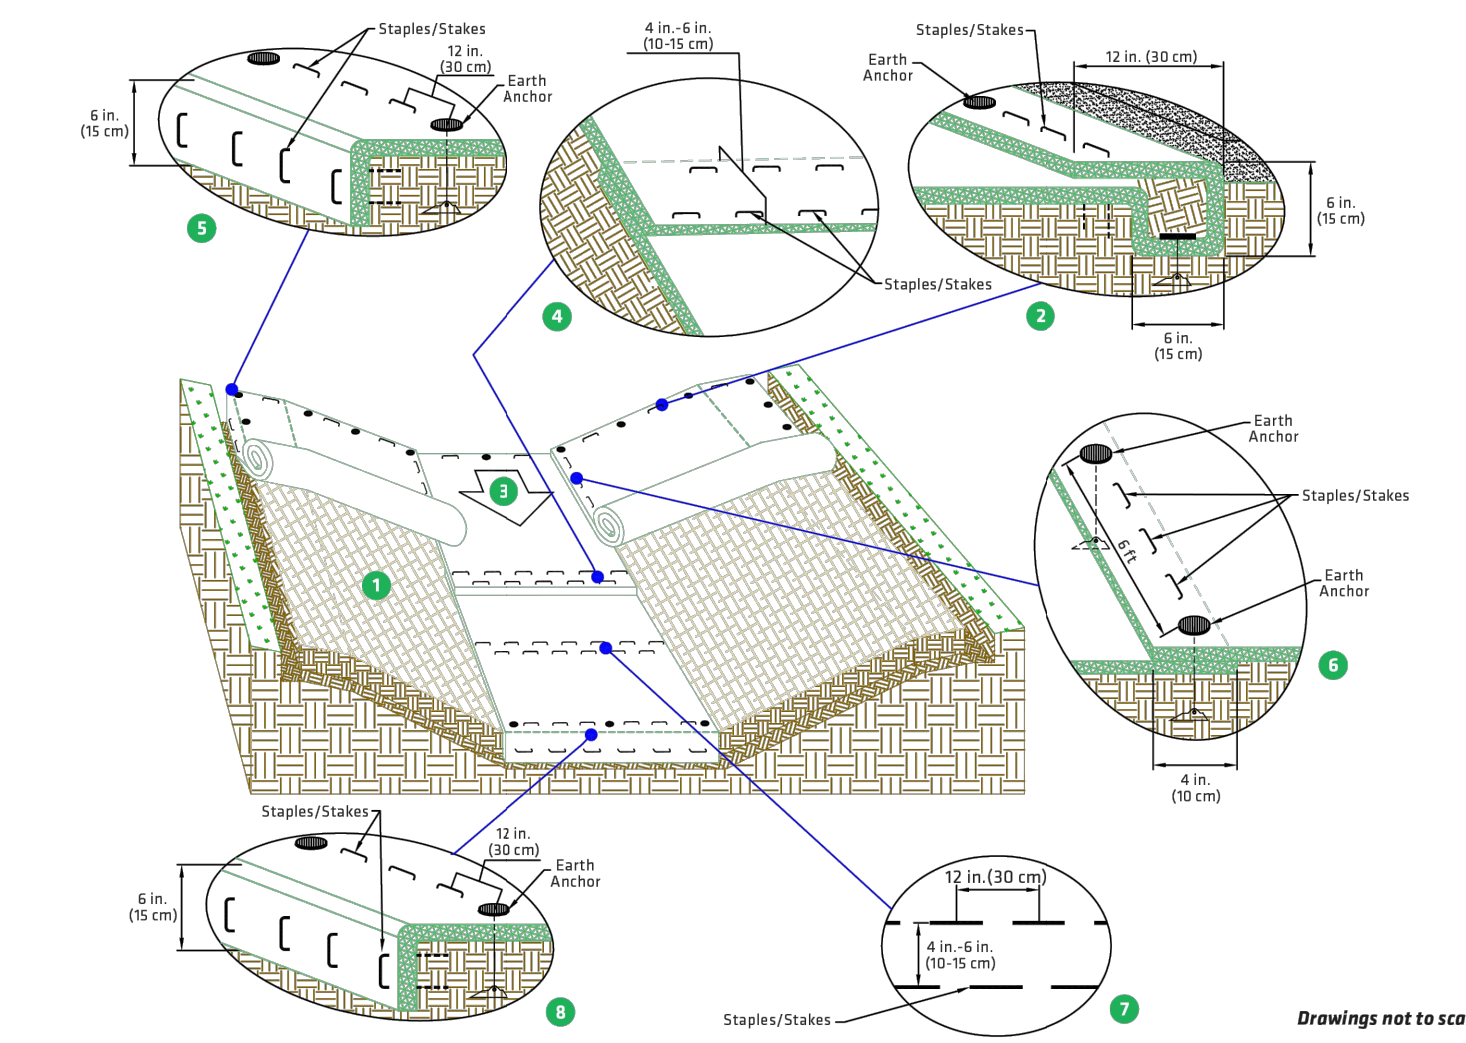 Staples/Stakes
12 in.
(30 cm)
Earth
Anchor
6 in.
(15 cm)
5
4 in.-6 in.
(10-15 cm)
Staples/Stakes
4
Staples/Stakes
Earth
Anchor
12 in. (30 cm)
6 in.
(15 cm)
6 in.
(15 cm)
2
3
1
Earth
Anchor
Staples/Stakes
6 ft
Earth
Anchor
4 in.
(10 cm)
6
Staples/Stakes
12 in.
(30 cm)
Earth
Anchor
6 in.
(15 cm)
8
12 in.(30 cm)
4 in.-6 in.
(10-15 cm)
Staples/Stakes
7
Drawings not to sca